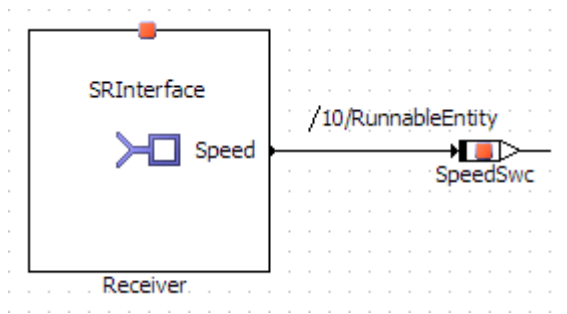 SRInterface
/10/RunnableEntity
Speed
SpeedSwc
Receiver